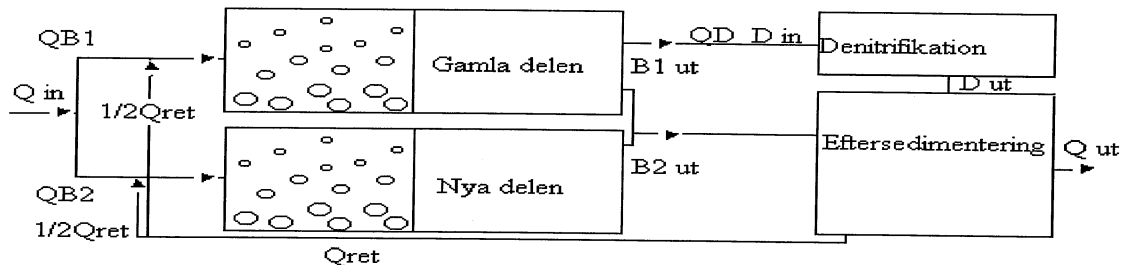 QB1
QD D in
Denitrifikation
Gamla delen
B1 ut
Q in
D ut
1/2Qret
Eftersedimentering
Q ut
B2 ut
Nya delen
QB2
1/2Qret
Qret